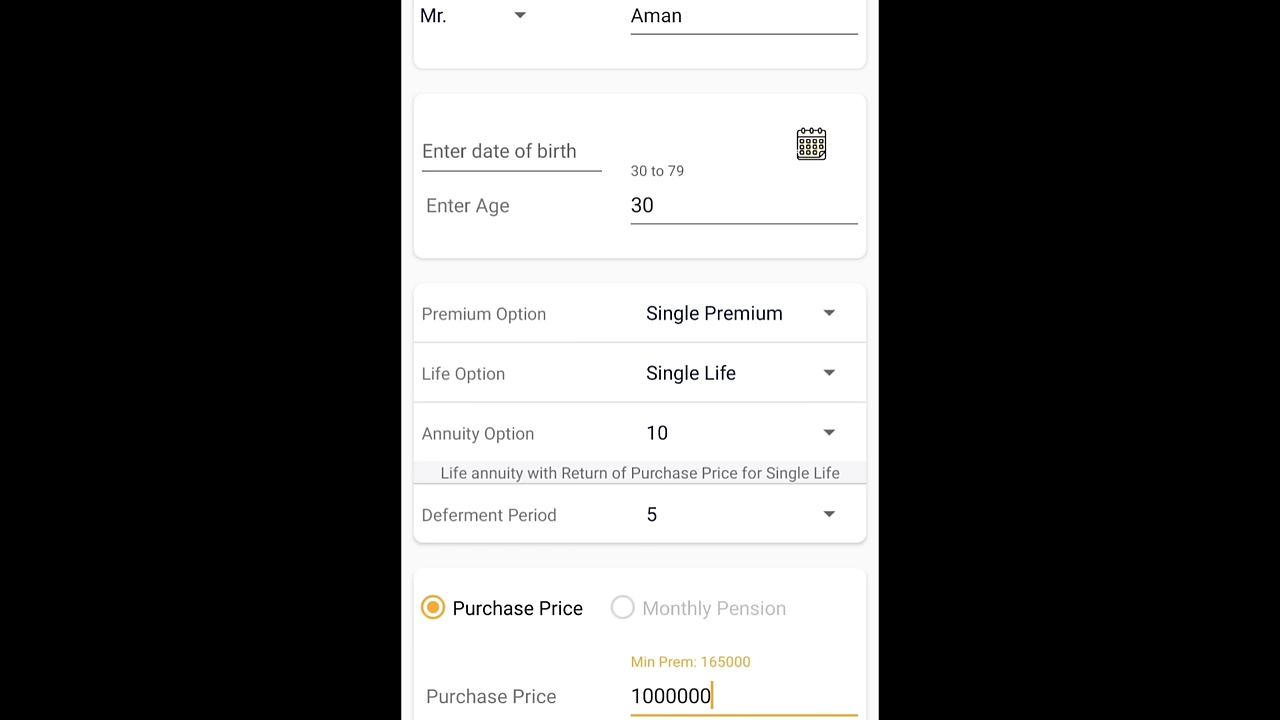 Mr. Aman
Enter date of birth
30 to 79
Enter Age 30
Premium Option Single Premium
Life Option Single Life
Annuity Option 10
Life annuity with Return of Purchase Price for Single Life
Deferment Period 5
Purchase Price Monthly Pension
Min Prem: 165000
Purchase Price 1000000